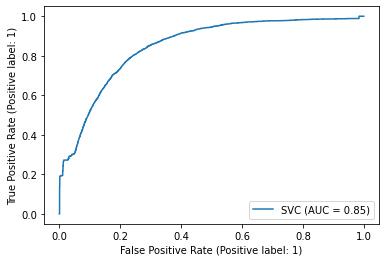 True Positive Rate (Positive label: 1)
1.0
0.8
0.6
0.4
0.2
0.0
SVC (AUC = 0.85)
0.0 0.2 0.4 0.6 0.8 1.0
False Positive Rate (Positive label: 1)